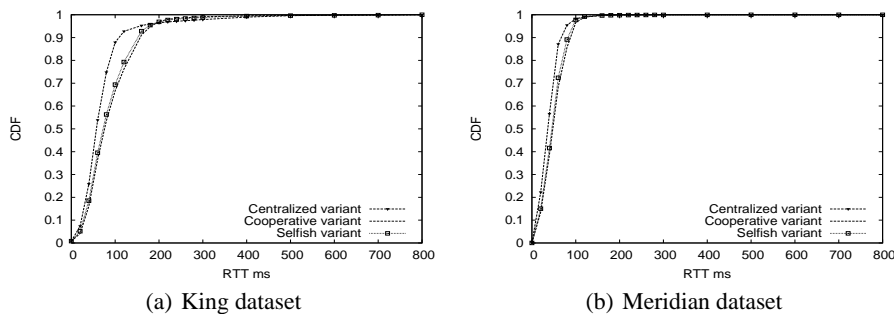 1
0.9
0.8
0.7
0.6
0.5
0.4
0.3
0.2
0.1
0
CDF
0 100 200 300 400 500 600 700 800
RTT ms
Centralized variant
Cooperative variant
Selfish variant
(a) King dataset
1
0.9
0.8
0.7
0.6
0.5
0.4
0.3
0.2
0.1
0
CDF
0 100 200 300 400 500 600 700 800
RTT ms
Centralized variant
Cooperative variant
Selfish variant
(b) Meridian dataset